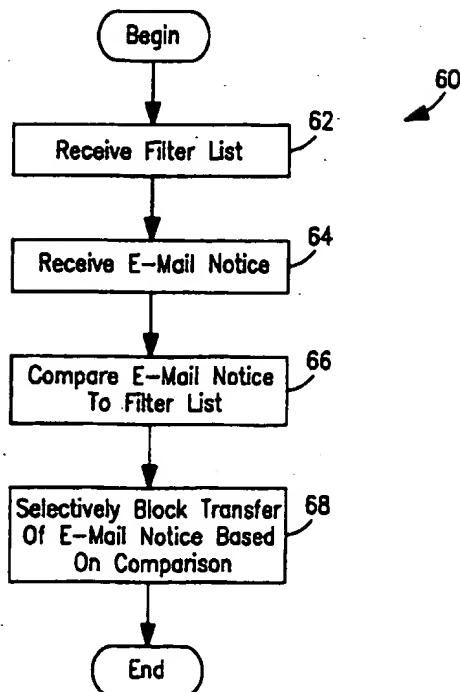 Begin
60
62
Receive Filter List
64
Receive E-Mail Notice
66
Compare E-Mail Notice
To Filter List
68
Selectively Block Transfer
Of E-Mail Notice Based
On Comparison
End